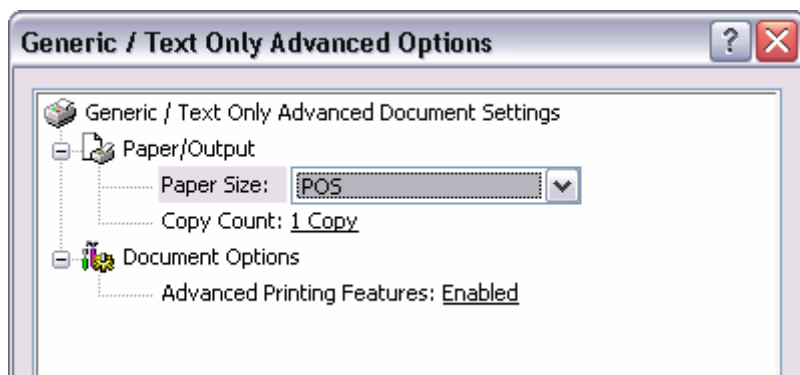 Generic / Text Only Advanced Options
Generic / Text Only Advanced Document Settings
Paper/Output
Paper Size: POS
Copy Count: 1 Copy
Document Options
Advanced Printing Features: Enabled